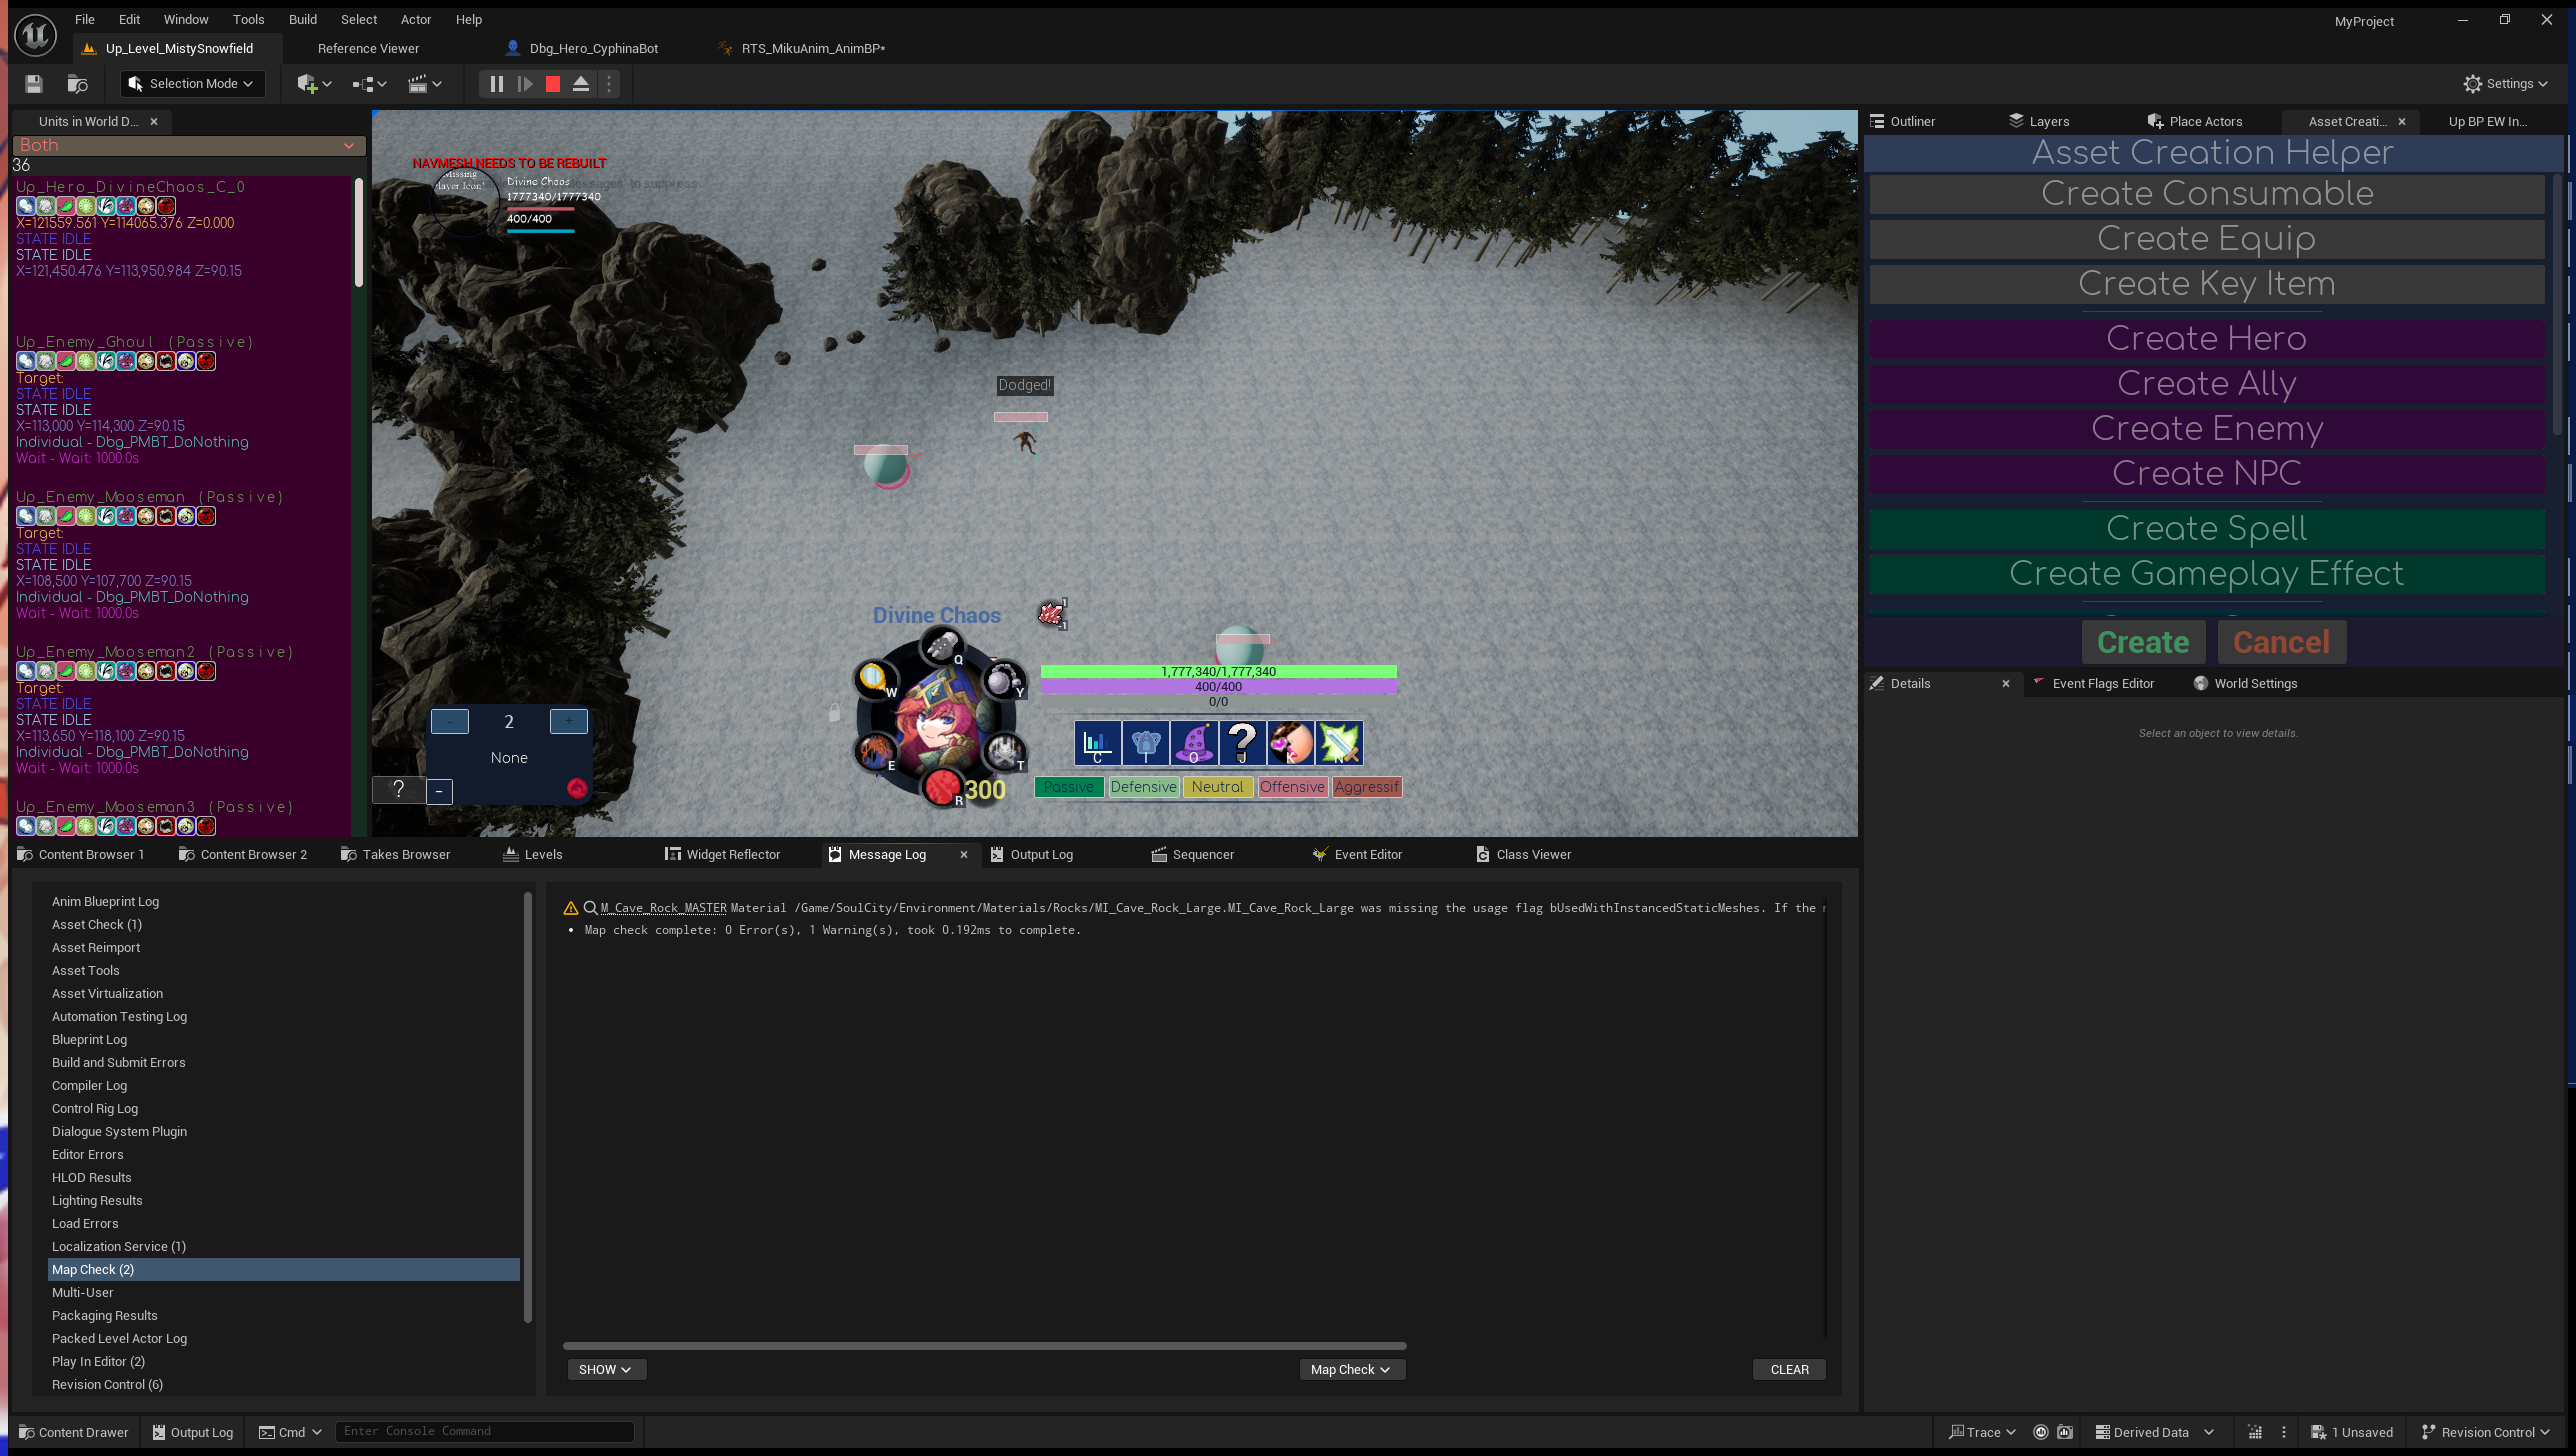 File Edit Window Tools Build Select Actor Help
MyProject
Up_Level_MistySnowfield Reference Viewer Dbg_Hero_CyphinaBot RTS_MikuAnim_AnimBP*
Selection Mode
Settings
Units in World D...
Both
36
Up_Hero_DivineChaos_C_0
X=121559.561 Y=114065.376 Z=0.000
STATE IDLE
STATE IDLE
X=121,450.476 Y=113,950.984 Z=90.15
Up_Enemy_Ghoul (Passive)
Target:
STATE IDLE
STATE IDLE
X=113,000 Y=114,300 Z=90.15
Individual - Dbg_PMBT_DoNothing
Wait - Wait: 1000.0s
Up_Enemy_Mooseman (Passive)
Target:
STATE IDLE
STATE IDLE
X=108,500 Y=107,700 Z=90.15
Individual - Dbg_PMBT_DoNothing
Wait - Wait: 1000.0s
Up_Enemy_Mooseman2 (Passive)
Target:
STATE IDLE
STATE IDLE
X=113,650 Y=118,100 Z=90.15
Individual - Dbg_PMBT_DoNothing
Wait - Wait: 1000.0s
Up_Enemy_Mooseman3 (Passive)
NAVMESH NEEDS TO BE REBUILT
to suppress
Missing
Player Icon!
Divine Chaos
1777340/1777340
400/400
Dodged!
Divine Chaos
1
-1
Q
W
Y
E
T
R
300
1,777,340/1,777,340
400/400
0/0
C I O J K N
Passive Defensive Neutral Offensive Aggressif
- 2 +
None
? -
Outliner Layers Place Actors Asset Creati... Up BP EW In...
Asset Creation Helper
Create Consumable
Create Equip
Create Key Item
Create Hero
Create Ally
Create Enemy
Create NPC
Create Spell
Create Gameplay Effect
Create Cancel
Details Event Flags Editor World Settings
Select an object to view details.
Content Browser 1 Content Browser 2 Takes Browser Levels Widget Reflector Message Log Output Log Sequencer Event Editor Class Viewer
Anim Blueprint Log
Asset Check (1)
Asset Reimport
Asset Tools
Asset Virtualization
Automation Testing Log
Blueprint Log
Build and Submit Errors
Compiler Log
Control Rig Log
Dialogue System Plugin
Editor Errors
HLOD Results
Lighting Results
Load Errors
Localization Service (1)
Map Check (2)
Multi-User
Packaging Results
Packed Level Actor Log
Play In Editor (2)
Revision Control (6)
M_Cave_Rock_MASTER Material /Game/SoulCity/Environment/Materials/Rocks/MI_Cave_Rock_Large.MI_Cave_Rock_Large was missing the usage flag bUsedWithInstancedStaticMeshes. If the
Map check complete: 0 Error(s), 1 Warning(s), took 0.192ms to complete.
SHOW Map Check CLEAR
Content Drawer Output Log Cmd Enter Console Command
Trace Derived Data 1 Unsaved Revision Control